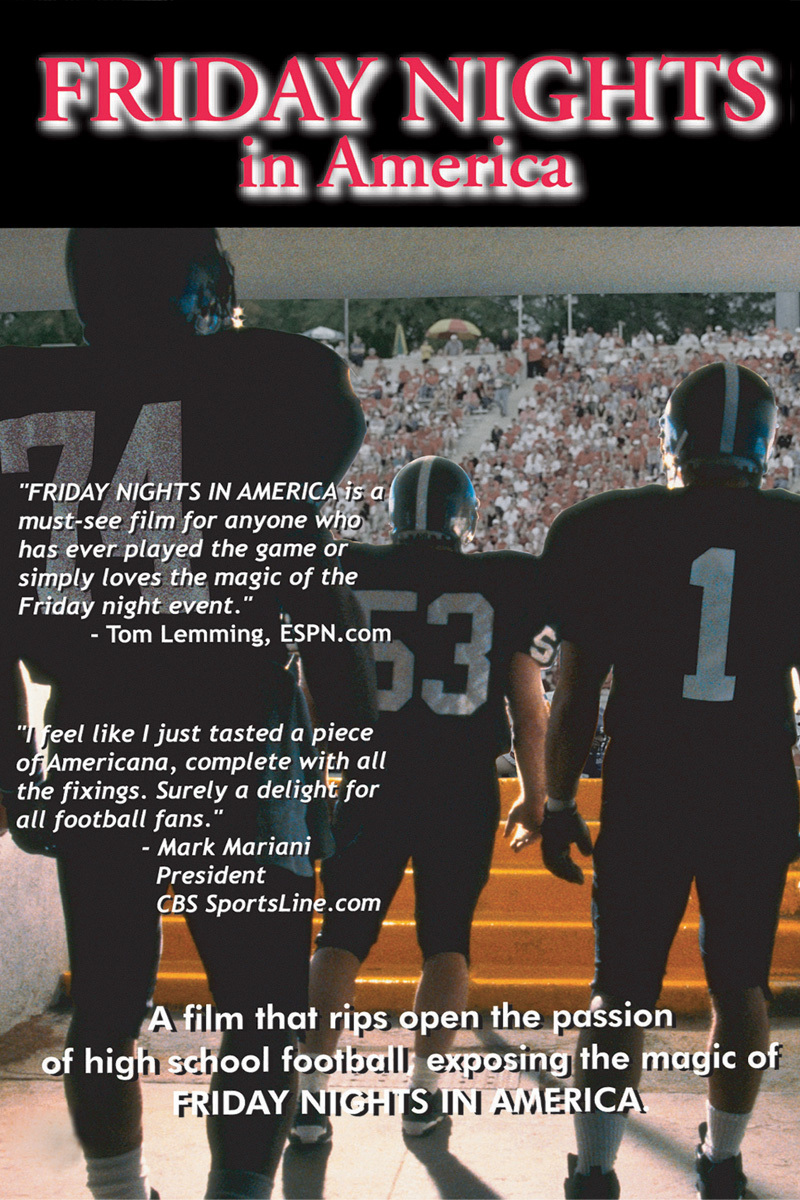 FRIDAY NIGHTS
in America
74
53
1
S
"FRIDAY NIGHTS IN AMERICA is a
must-see film for anyone who
has ever played the game or
simply loves the magic of the
Friday night event."
- Tom Lemming, ESPN.com
"I feel like I just tasted a piece
of Americana, complete with all
the fixings. Surely a delight for
all football fans."
- Mark Mariani
President
CBS SportsLine.com
A film that rips open the passion
of high school football, exposing the magic of
FRIDAY NIGHTS IN AMERICA.